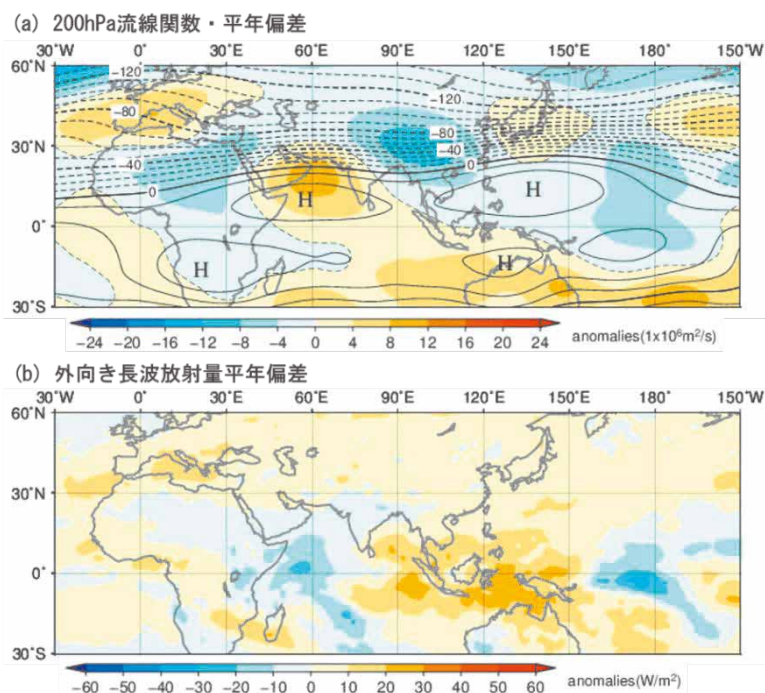 (a) 200hPa流線関数・平年偏差
30°W 0° 30°E 60°E 90°E 120°E 150°E 180° 150°W
60°N
-120
-120
-80
-80
30°N
-40
-40
0
0
H
H
0°
H
H
30°S
-24 -20 -16 -12 -8 -4 0 4 8 12 16 20 24 anomalies(1x10⁶m²/s)
(b) 外向き長波放射量平年偏差
30°W 0° 30°E 60°E 90°E 120°E 150°E 180° 150°W
60°N
30°N
0°
30°S
-60 -50 -40 -30 -20 -10 0 10 20 30 40 50 60 anomalies(W/m²)